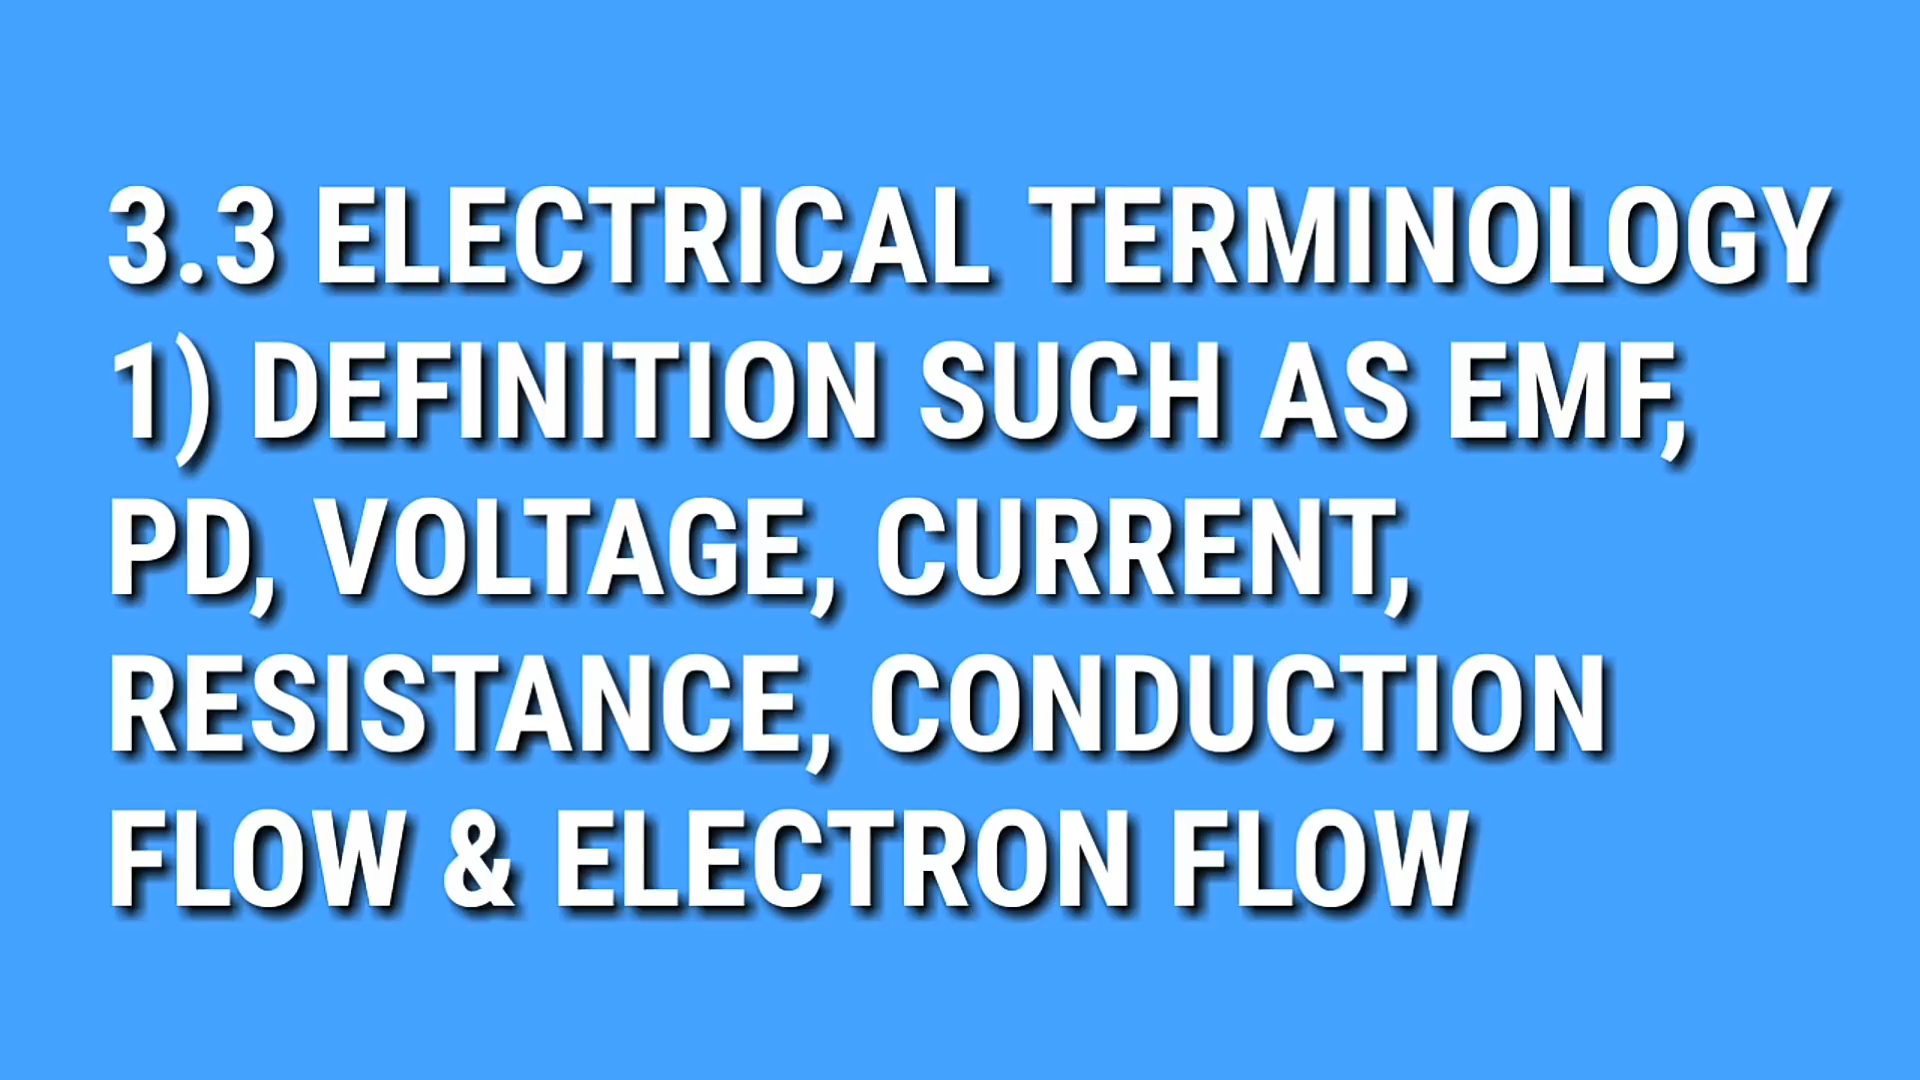 3.3 ELECTRICAL TERMINOLOGY
1) DEFINITION SUCH AS EMF,
PD, VOLTAGE, CURRENT,
RESISTANCE, CONDUCTION
FLOW & ELECTRON FLOW